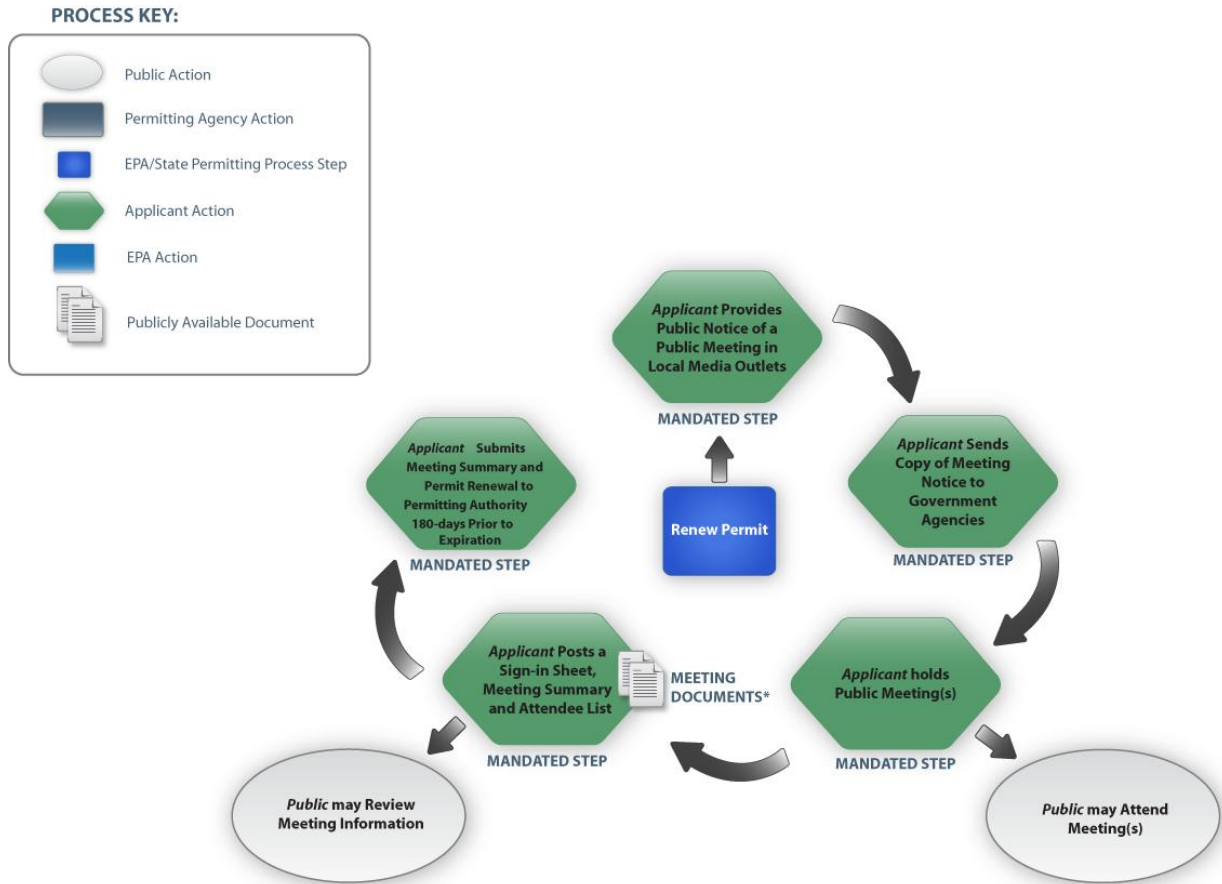 PROCESS KEY:
Public Action
Permitting Agency Action
EPA/State Permitting Process Step
Applicant Action
EPA Action
Publicly Available Document
Applicant Provides
Public Notice of a
Public Meeting in
Local Media Outlets
MANDATED STEP
Applicant Sends
Copy of Meeting
Notice to
Government
Agencies
MANDATED STEP
Applicant Submits
Meeting Summary and
Permit Renewal to
Permitting Authority
180-days Prior to
Expiration
MANDATED STEP
Renew Permit
Applicant Posts a
Sign-in Sheet,
Meeting Summary
and Attendee List
MANDATED STEP
MEETING
DOCUMENTS*
Applicant holds
Public Meeting(s)
MANDATED STEP
Public may Review
Meeting Information
Public may Attend
Meeting(s)